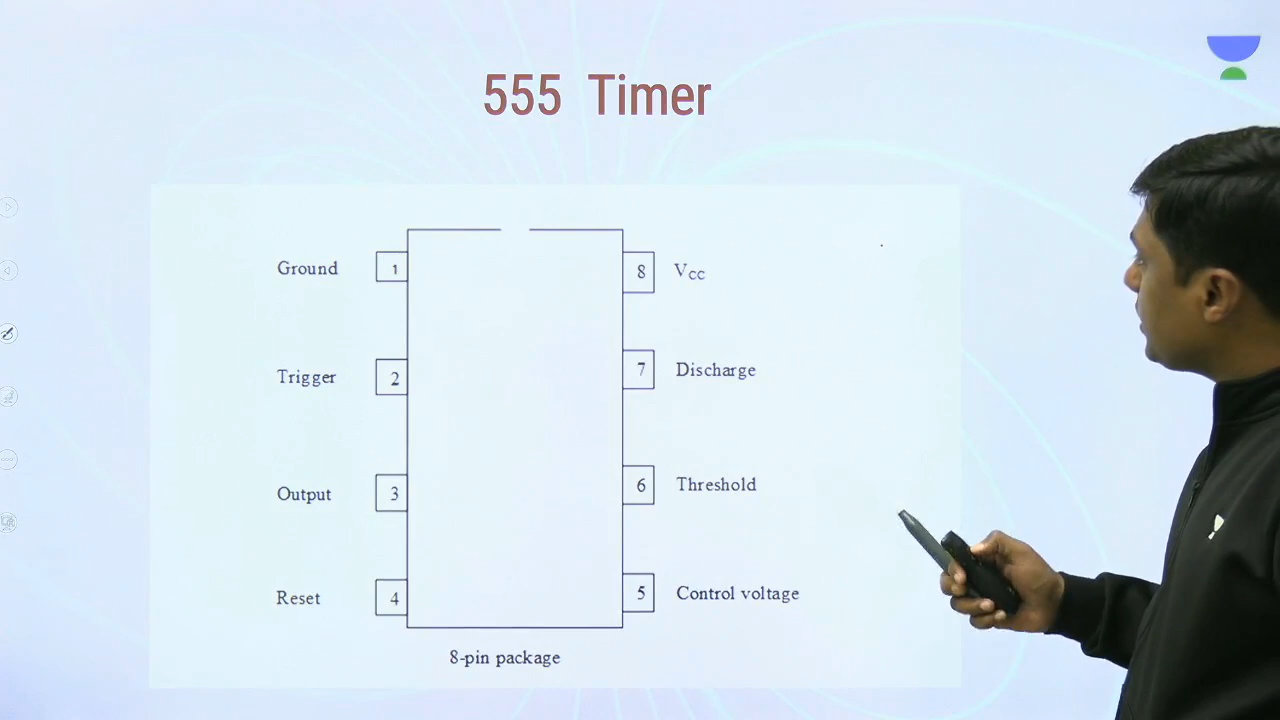 555 Timer
Ground 1 8 VCC
Trigger 2 7 Discharge
Output 3 6 Threshold
Reset 4 5 Control voltage
8-pin package